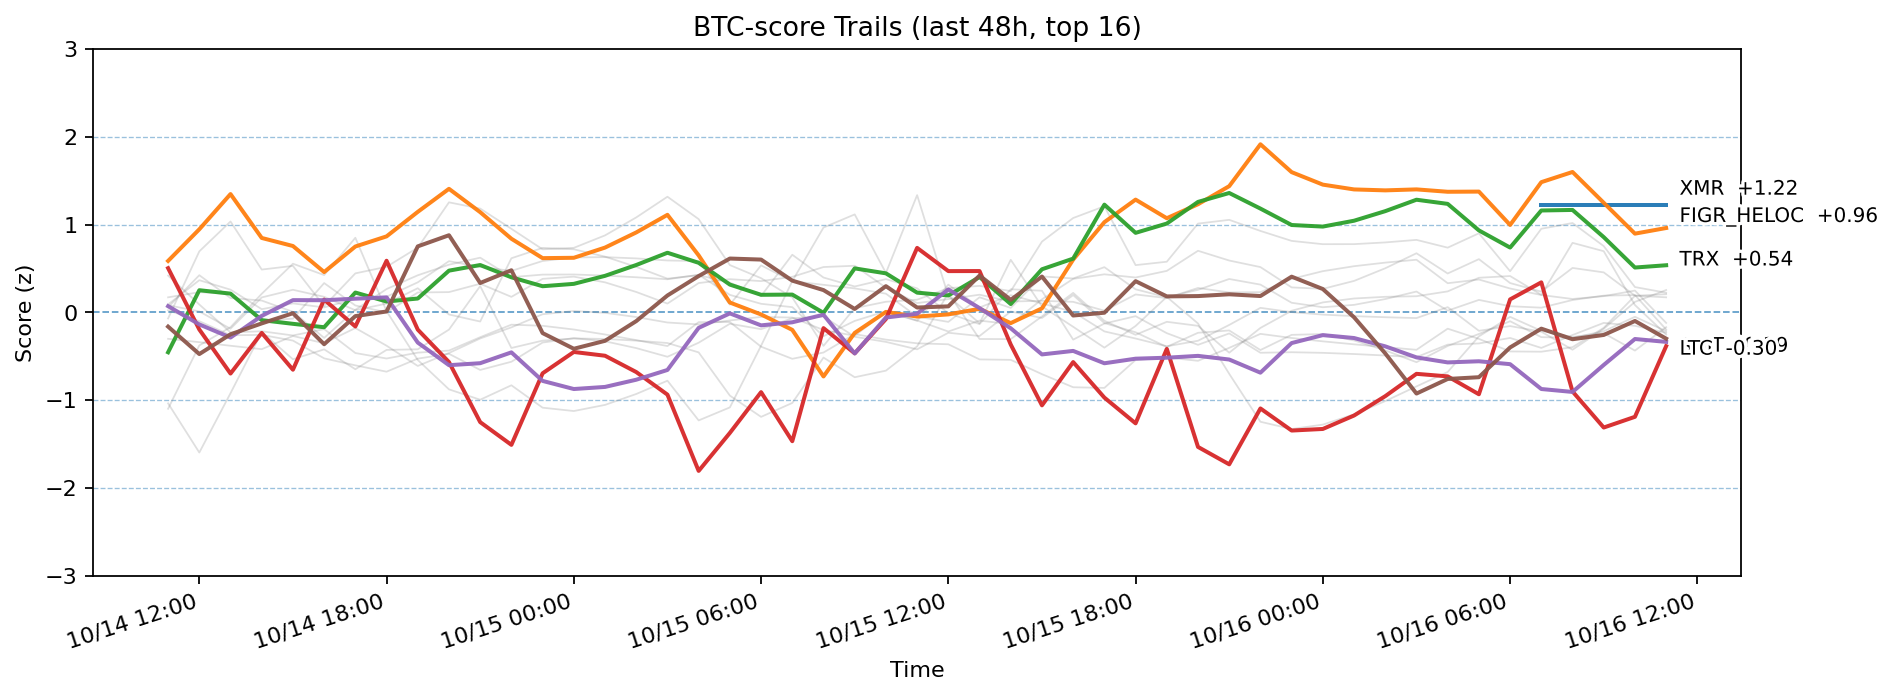 BTC-score Trails (last 48h, top 16)
Score (z)
3
2
1
0
−1
−2
−3
XMR +1.22
FIGR_HELOC +0.96
TRX +0.54
LTC -0.30
10/14 12:00
10/14 18:00
10/15 00:00
10/15 06:00
10/15 12:00
10/15 18:00
10/16 00:00
10/16 06:00
10/16 12:00
Time